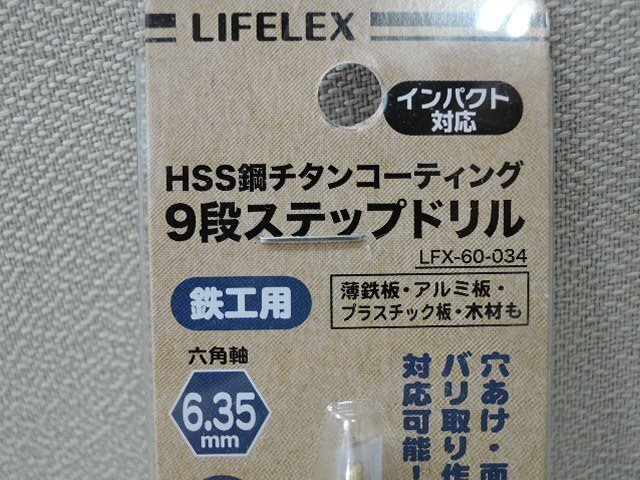 LIFELEX
インパクト
対応
HSS鋼チタンコーティング
9段ステップドリル
LFX-60-034
鉄工用
薄鉄板・アルミ板・
プラスチック板・木材も
六角軸
6.35
mm
穴あけ・面
バリ取り作
対応可能!